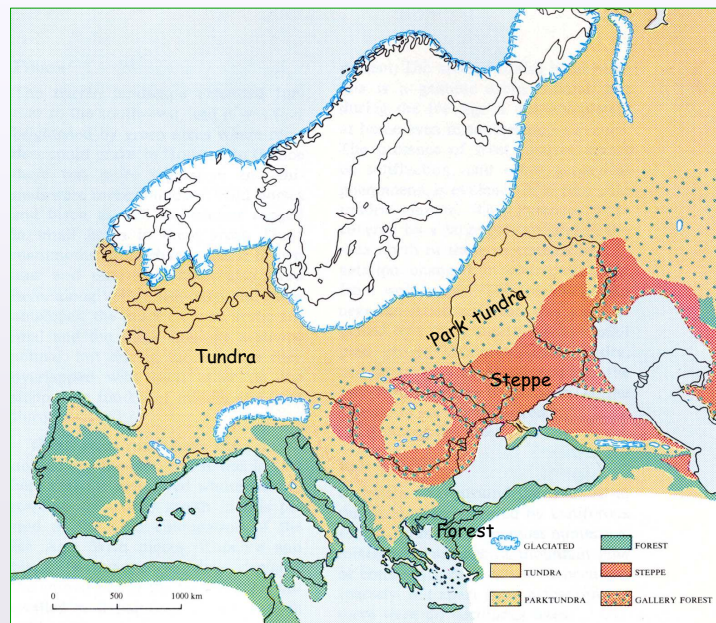 'Park' tundra
Tundra
Steppe
Forest
GLACIATED
FOREST
TUNDRA
STEPPE
PARKTUNDRA
GALLERY FOREST
0 500 1000 km